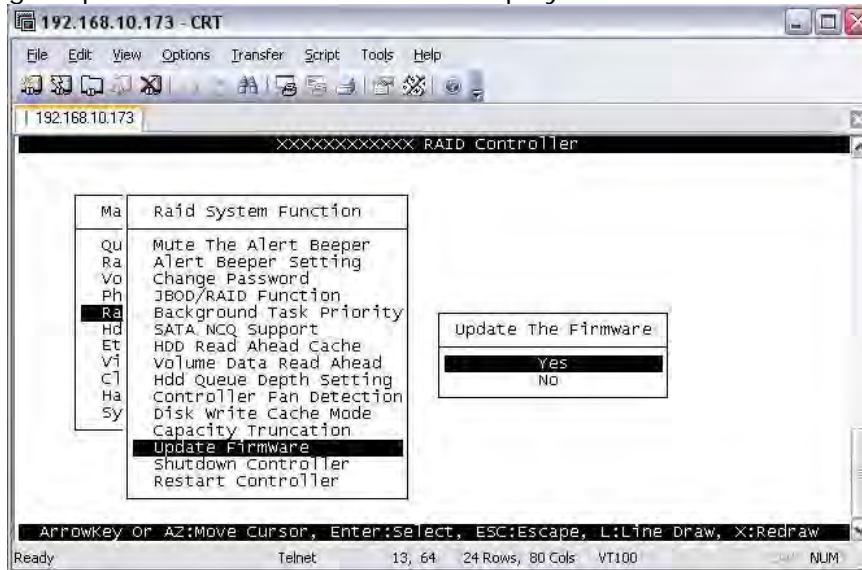 192.168.10.173 - CRT
File Edit View Options Transfer Script Tools Help
192.168.10.173
XXXXXXXXXXXX RAID Controller
Ma
Qu
Ra
Vo
Ph
Ra
Hd
Et
Vi
Cl
Ha
Sy
Raid System Function
Mute The Alert Beeper
Alert Beeper Setting
Change Password
JBOD/RAID Function
Background Task Priority
SATA NCQ Support
HDD Read Ahead Cache
Volume Data Read Ahead
Hdd Queue Depth Setting
Controller Fan Detection
Disk Write Cache Mode
Capacity Truncation
Update Firmware
Shutdown Controller
Restart Controller
Update The Firmware
Yes
No
ArrowKey Or AZ:Move Cursor, Enter:Select, ESC:Escape, L:Line Draw, X:Redraw
Ready Telnet 13, 64 24 Rows, 80 Cols VT100 NUM